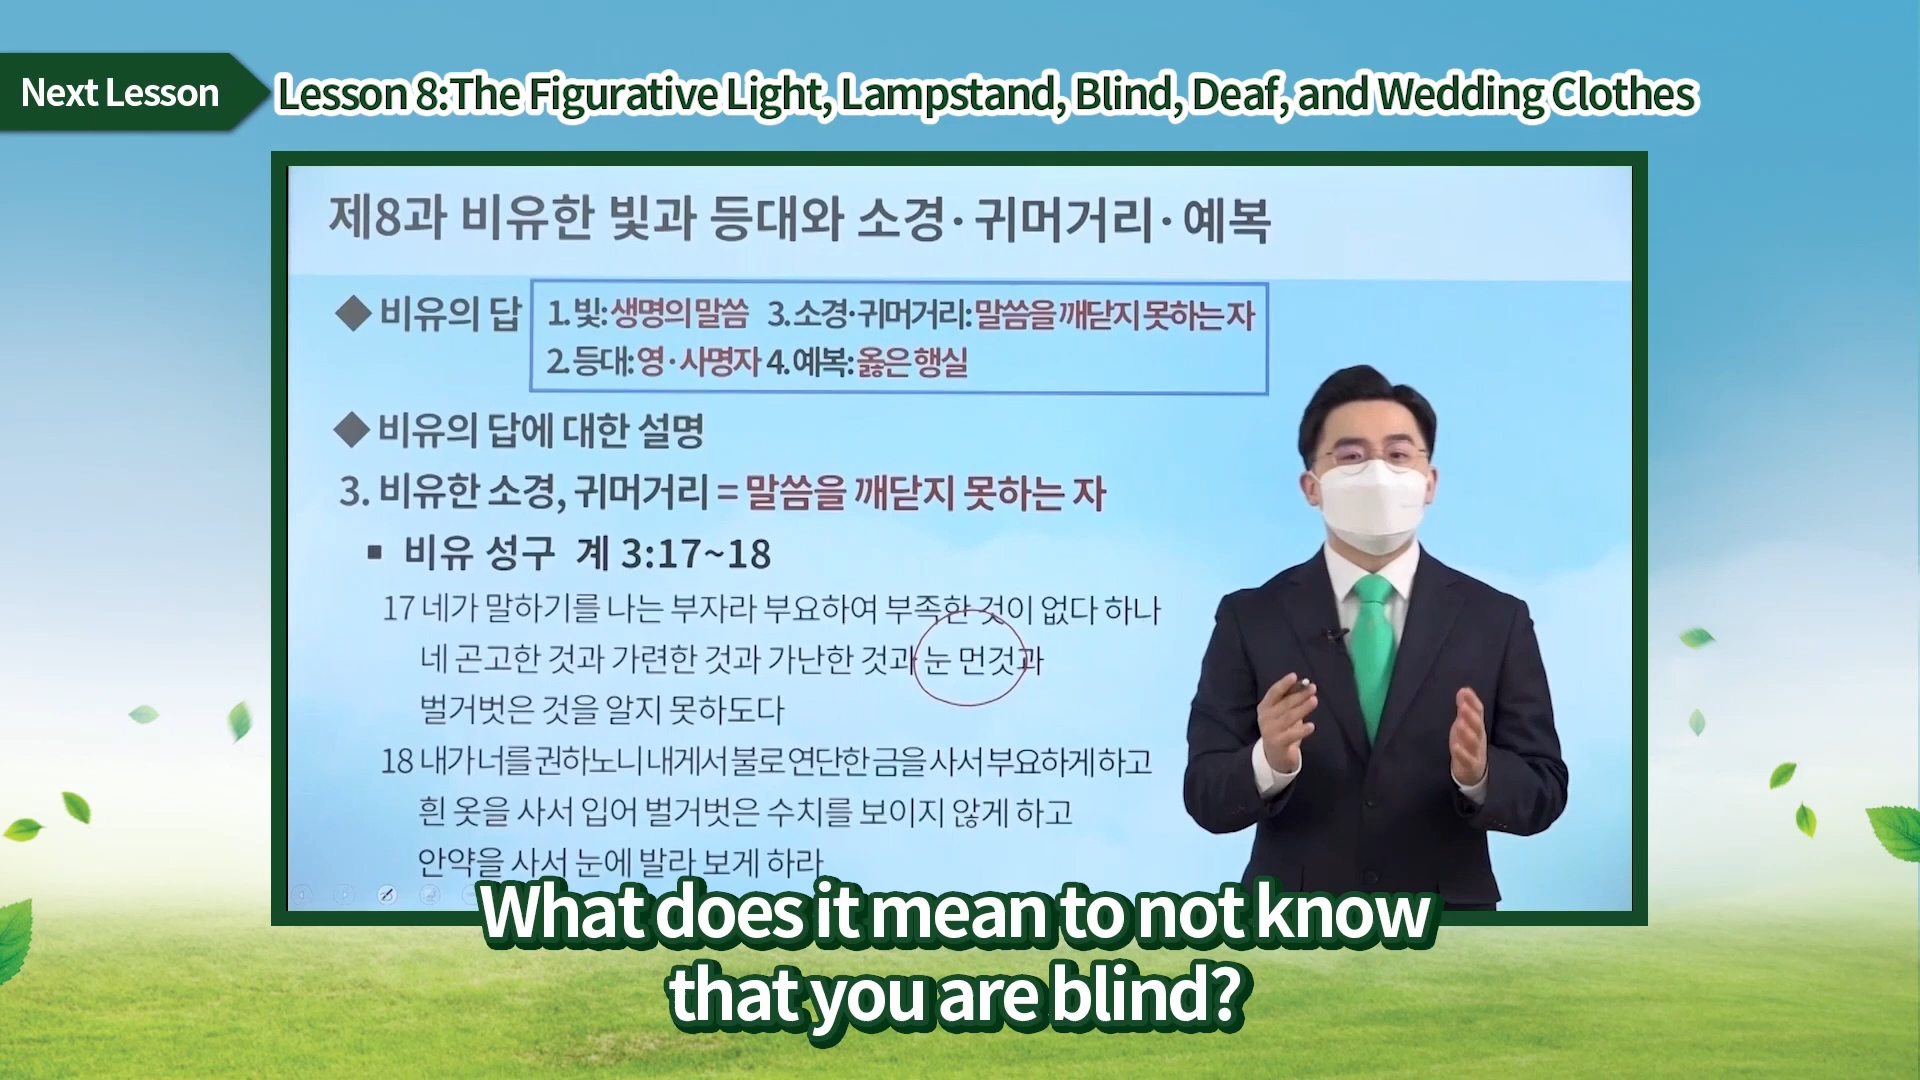 Next Lesson
Lesson 8:The Figurative Light, Lampstand, Blind, Deaf, and Wedding Clothes
제8과 비유한 빛과 등대와 소경·귀머거리·예복
◆ 비유의 답
1. 빛: 생명의 말씀 3. 소경·귀머거리: 말씀을 깨닫지 못하는 자
2. 등대: 영·사명자 4. 예복: 옳은 행실
◆ 비유의 답에 대한 설명
3. 비유한 소경, 귀머거리 = 말씀을 깨닫지 못하는 자
▪ 비유 성구 계 3:17~18
17 네가 말하기를 나는 부자라 부요하여 부족한 것이 없다 하나
네 곤고한 것과 가련한 것과 가난한 것과 눈 먼것과
벌거벗은 것을 알지 못하도다
18 내가 너를 권하노니 내게서 불로 연단한 금을 사서 부요하게 하고
흰 옷을 사서 입어 벌거벗은 수치를 보이지 않게 하고
안약을 사서 눈에 발라 보게 하라
What does it mean to not know
that you are blind?